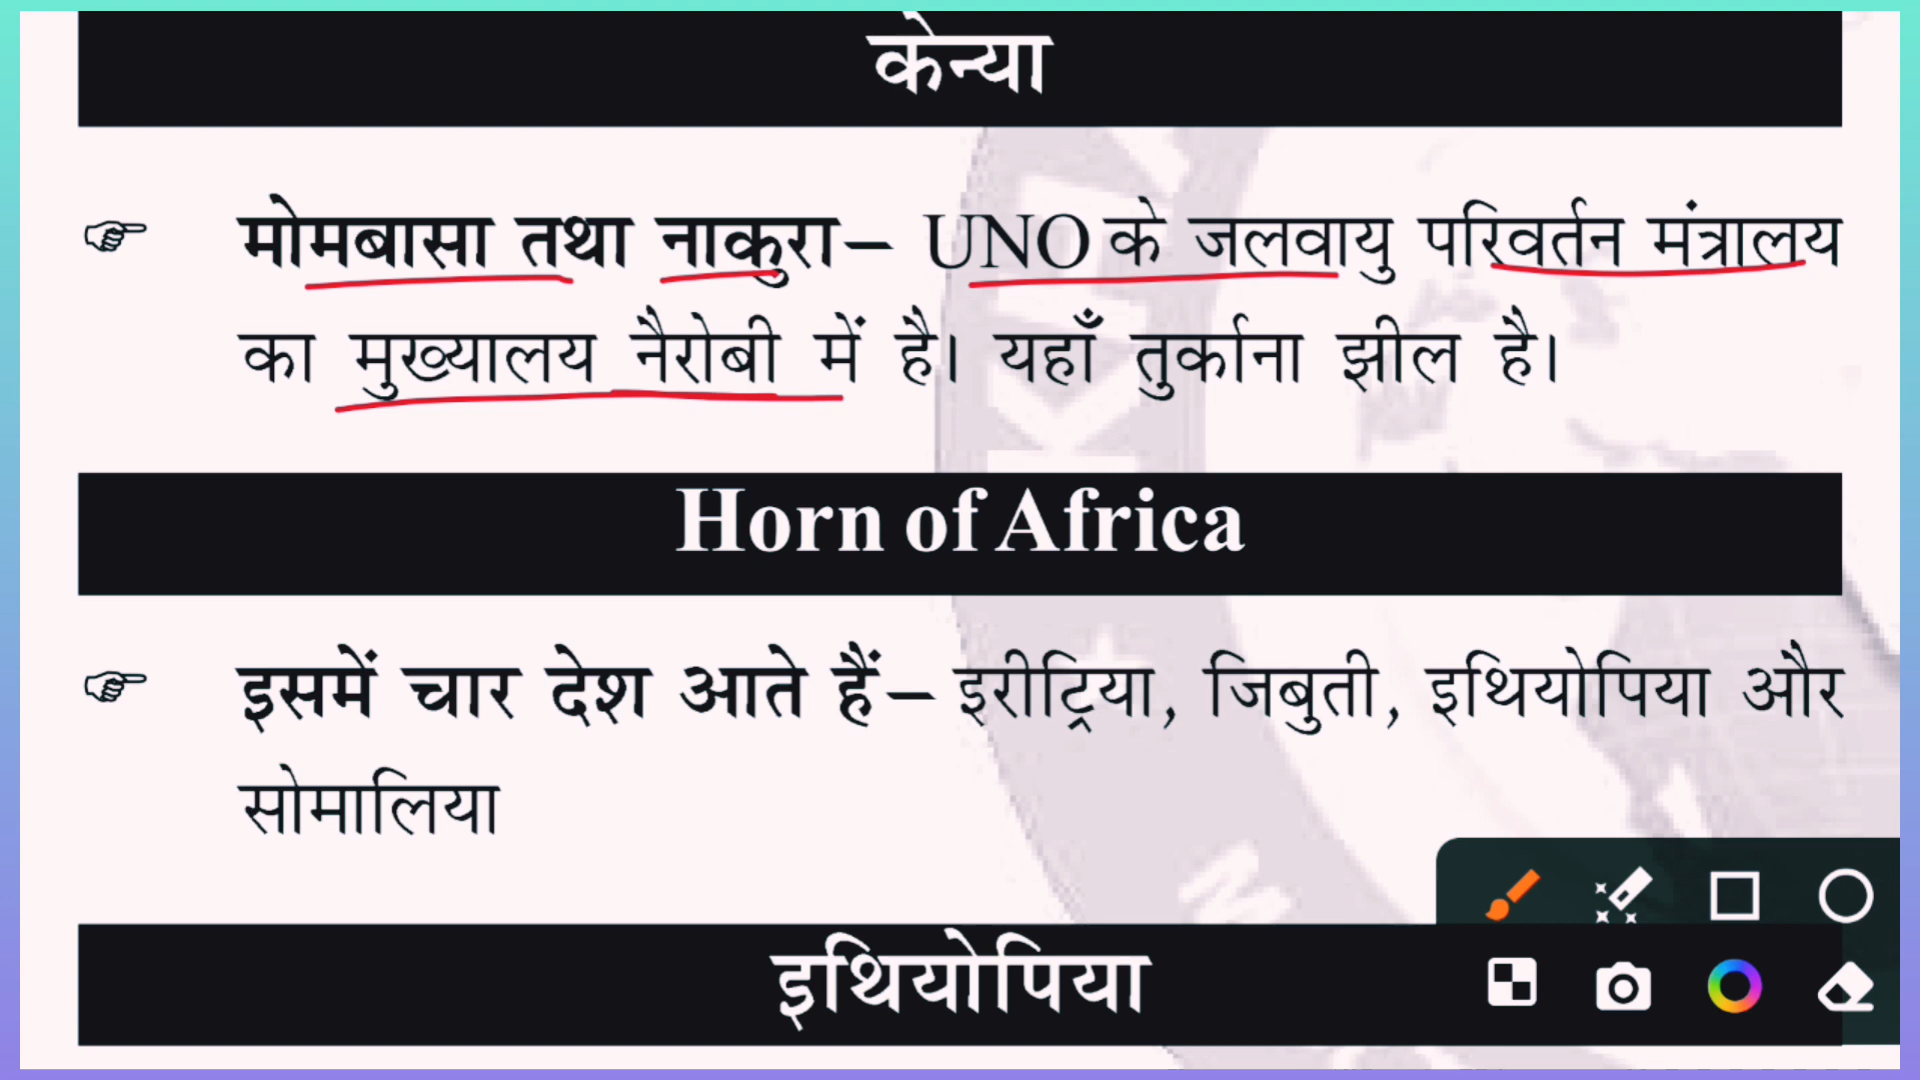 केन्या
☞ मोमबासा तथा नाकुरा– UNO के जलवायु परिवर्तन मंत्रालय
का मुख्यालय नैरोबी में है। यहाँ तुर्काना झील है।
Horn of Africa
☞ इसमें चार देश आते हैं– इरीट्रिया, जिबुती, इथियोपिया और
सोमालिया
इथियोपिया